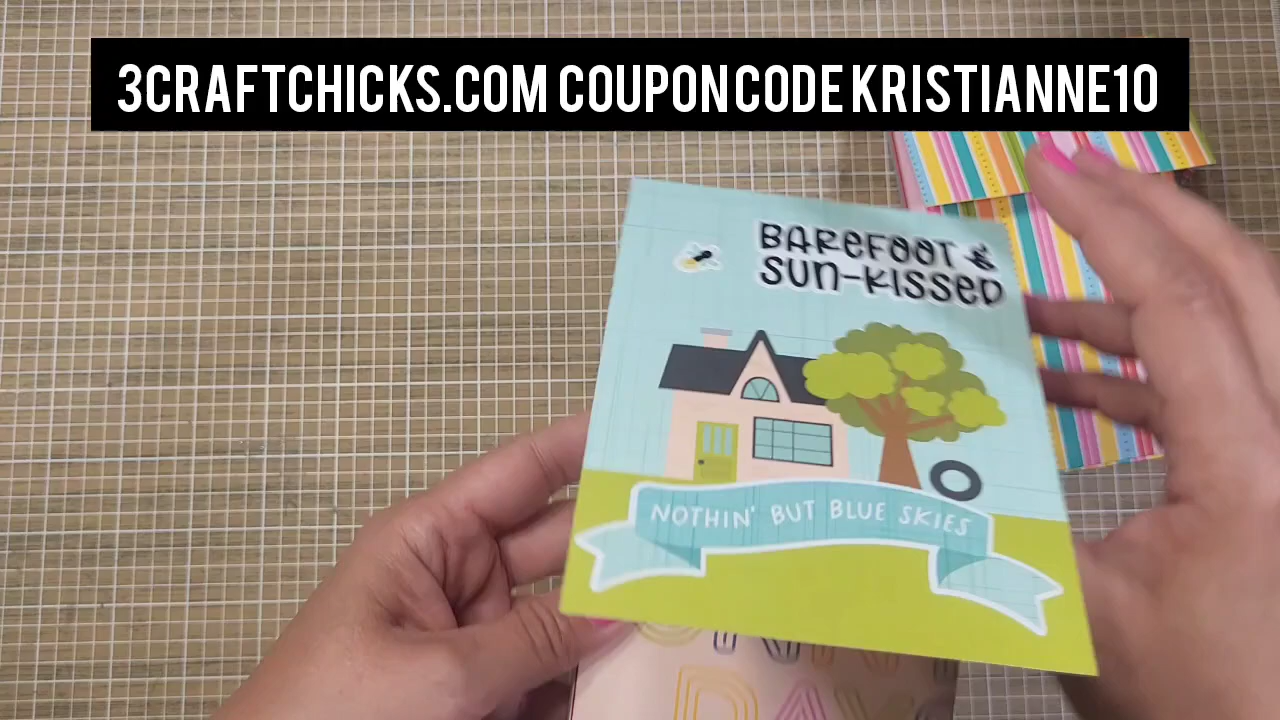 3CRAFTCHICKS.COM COUPON CODE KRISTIANNE10
BAREFOOT &
SUN-KISSED
NOTHIN' BUT BLUE SKIES